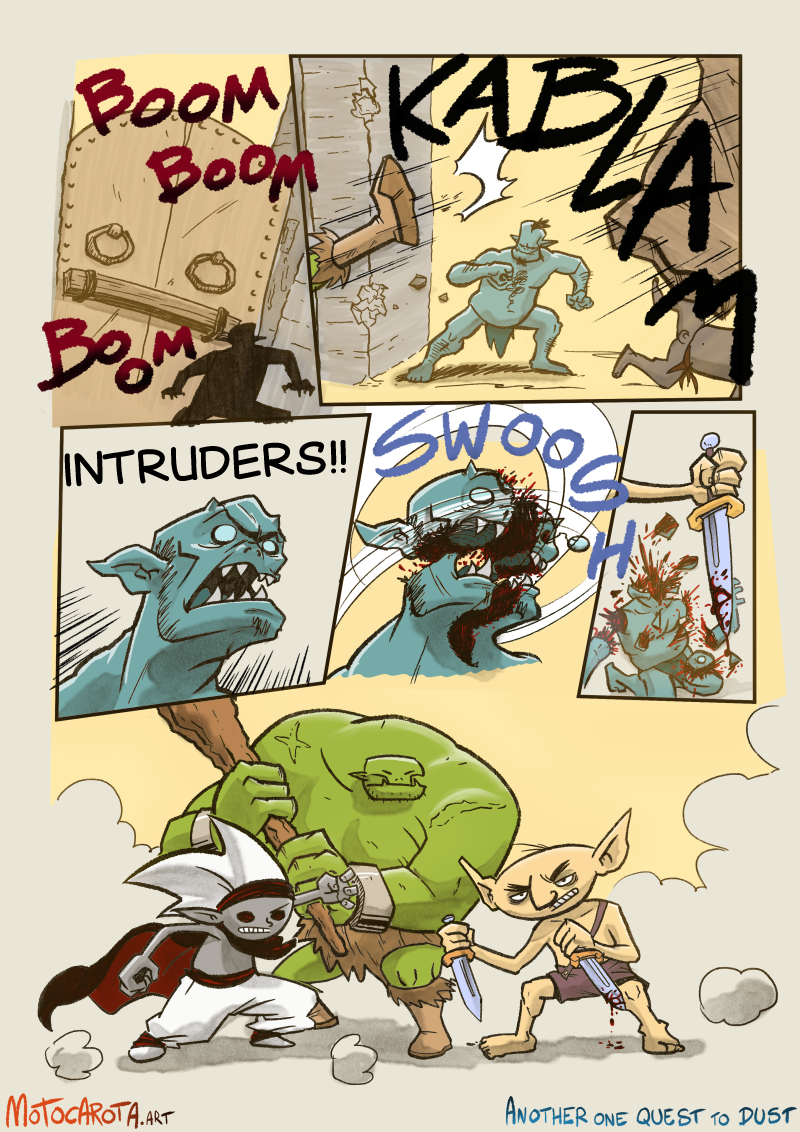 BOOM
BOOM
BOOM
KABLAM
INTRUDERS!!
SWOOSH
MOTOCAROTA.ART
ANOTHER ONE QUEST TO DUST